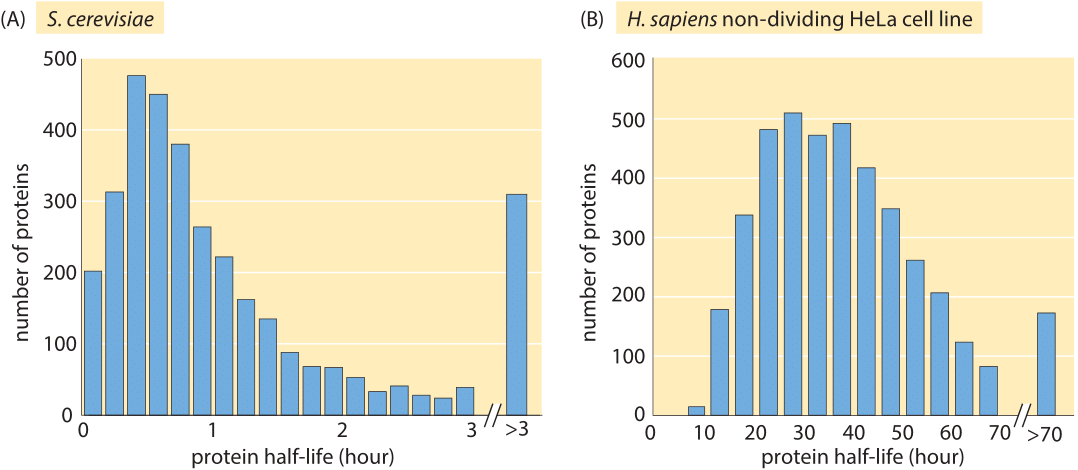 (A) S. cerevisiae
500
400
300
200
100
0
number of proteins
0 1 2 3 >3
protein half-life (hour)
(B) H. sapiens non-dividing HeLa cell line
600
500
400
300
200
100
0
number of proteins
0 10 20 30 40 50 60 70 >70
protein half-life (hour)